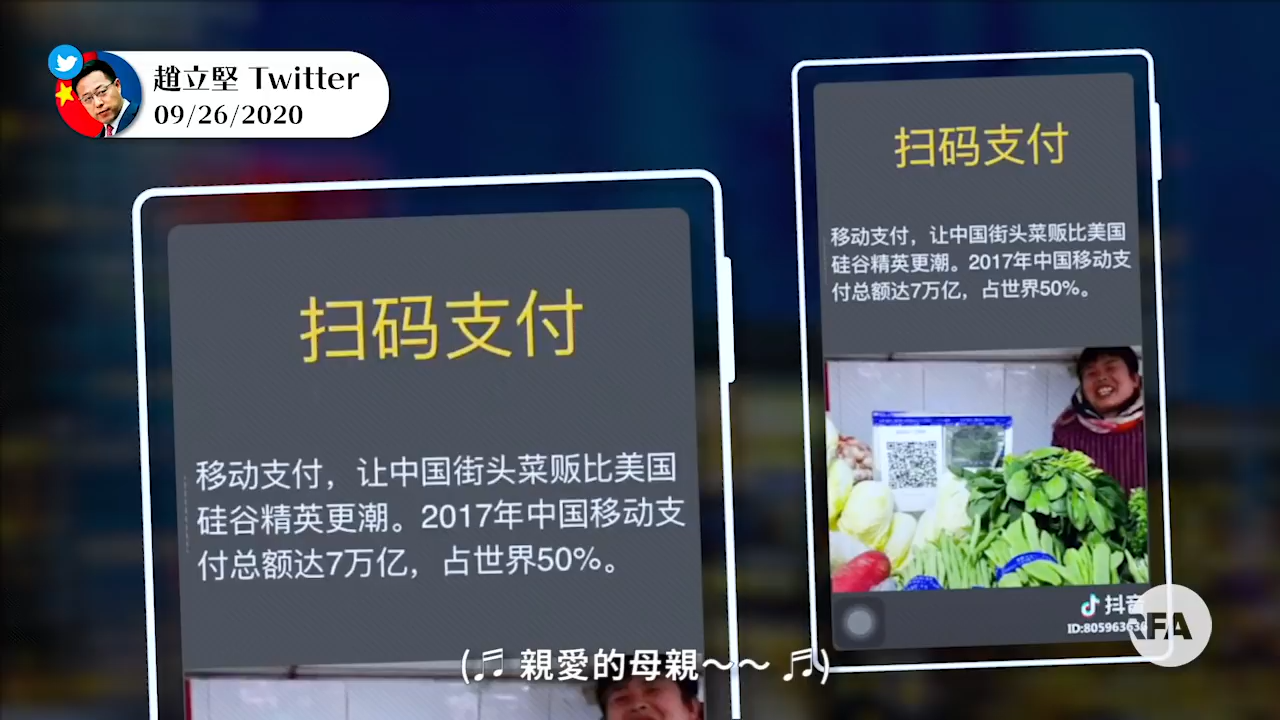 趙立堅 Twitter
09/26/2020
扫码支付
移动支付，让中国街头菜贩比美国
硅谷精英更潮。2017年中国移动支
付总额达7万亿，占世界50%。
扫码支付
移动支付，让中国街头菜贩比美国
硅谷精英更潮。2017年中国移动支
付总额达7万亿，占世界50%。
抖音
RFA
(♬ 親愛的母親～～ ♬)